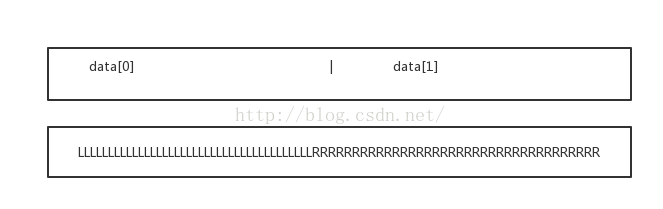 data[0] | data[1]
http://blog.csdn.net/
LLLLLLLLLLLLLLLLLLLLLLLLLLLLLLLLLLLLLLLRRRRRRRRRRRRRRRRRRRRRRRRRRRRRRRRRRRR